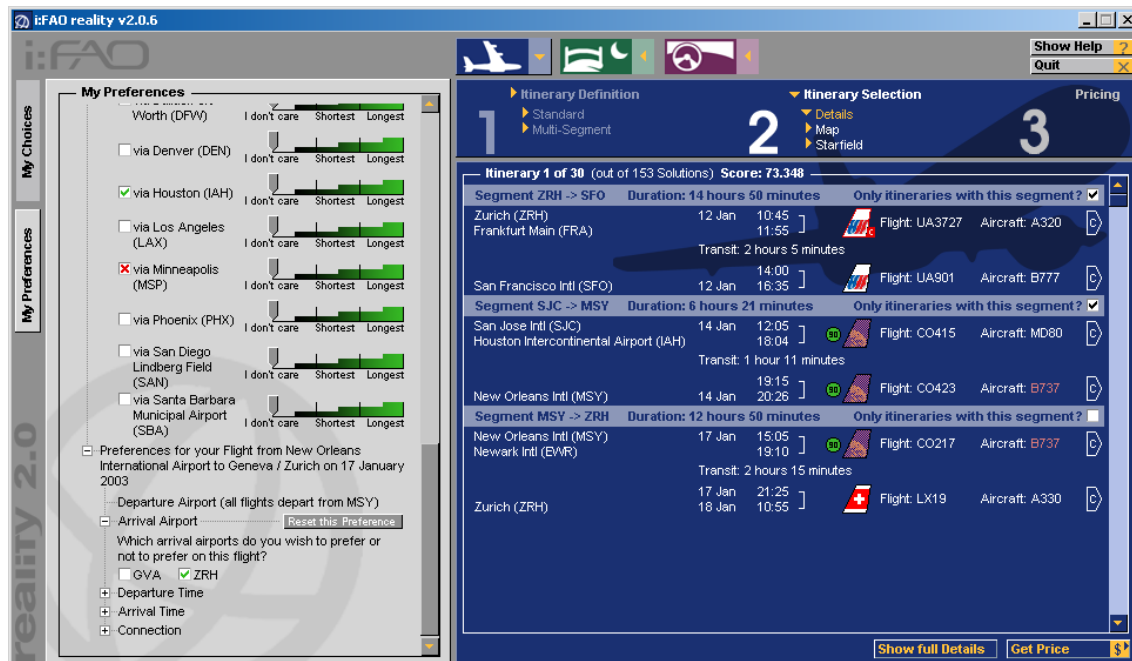 i:FAO reality v2.0.6
i:FAO
Show Help ?
Quit X
My Choices
My Preferences
reality 2.0
My Preferences
Worth (DFW)
I don't care Shortest Longest
via Denver (DEN)
I don't care Shortest Longest
via Houston (IAH)
I don't care Shortest Longest
via Los Angeles
(LAX)
I don't care Shortest Longest
via Minneapolis
(MSP)
I don't care Shortest Longest
via Phoenix (PHX)
I don't care Shortest Longest
via San Diego
Lindberg Field
(SAN)
I don't care Shortest Longest
via Santa Barbara
Municipal Airport
(SBA)
I don't care Shortest Longest
Preferences for your Flight from New Orleans
International Airport to Geneva / Zurich on 17 January
2003
Departure Airport (all flights depart from MSY)
Arrival Airport Reset this Preference
Which arrival airports do you wish to prefer or
not to prefer on this flight?
GVA ZRH
Departure Time
Arrival Time
Connection
1 Itinerary Definition
Standard
Multi-Segment
2 Itinerary Selection
Details
Map
Starfield
Pricing
3
Itinerary 1 of 30 (out of 153 Solutions) Score: 73.348
Segment ZRH -> SFO Duration: 14 hours 50 minutes Only itineraries with this segment?
Zurich (ZRH) 12 Jan 10:45 Flight: UA3727 Aircraft: A320 C
Frankfurt Main (FRA) 11:55
Transit: 2 hours 5 minutes
14:00 Flight: UA901 Aircraft: B777 C
San Francisco Intl (SFO) 12 Jan 16:35
Segment SJC -> MSY Duration: 6 hours 21 minutes Only itineraries with this segment?
San Jose Intl (SJC) 14 Jan 12:05 Flight: CO415 Aircraft: MD80 C
Houston Intercontinental Airport (IAH) 18:04
Transit: 1 hour 11 minutes
19:15 Flight: CO423 Aircraft: B737 C
New Orleans Intl (MSY) 14 Jan 20:26
Segment MSY -> ZRH Duration: 12 hours 50 minutes Only itineraries with this segment?
New Orleans Intl (MSY) 17 Jan 15:05 Flight: CO217 Aircraft: B737 C
Newark Intl (EWR) 19:10
Transit: 2 hours 15 minutes
17 Jan 21:25 Flight: LX19 Aircraft: A330 C
Zurich (ZRH) 18 Jan 10:55
Show full Details Get Price $